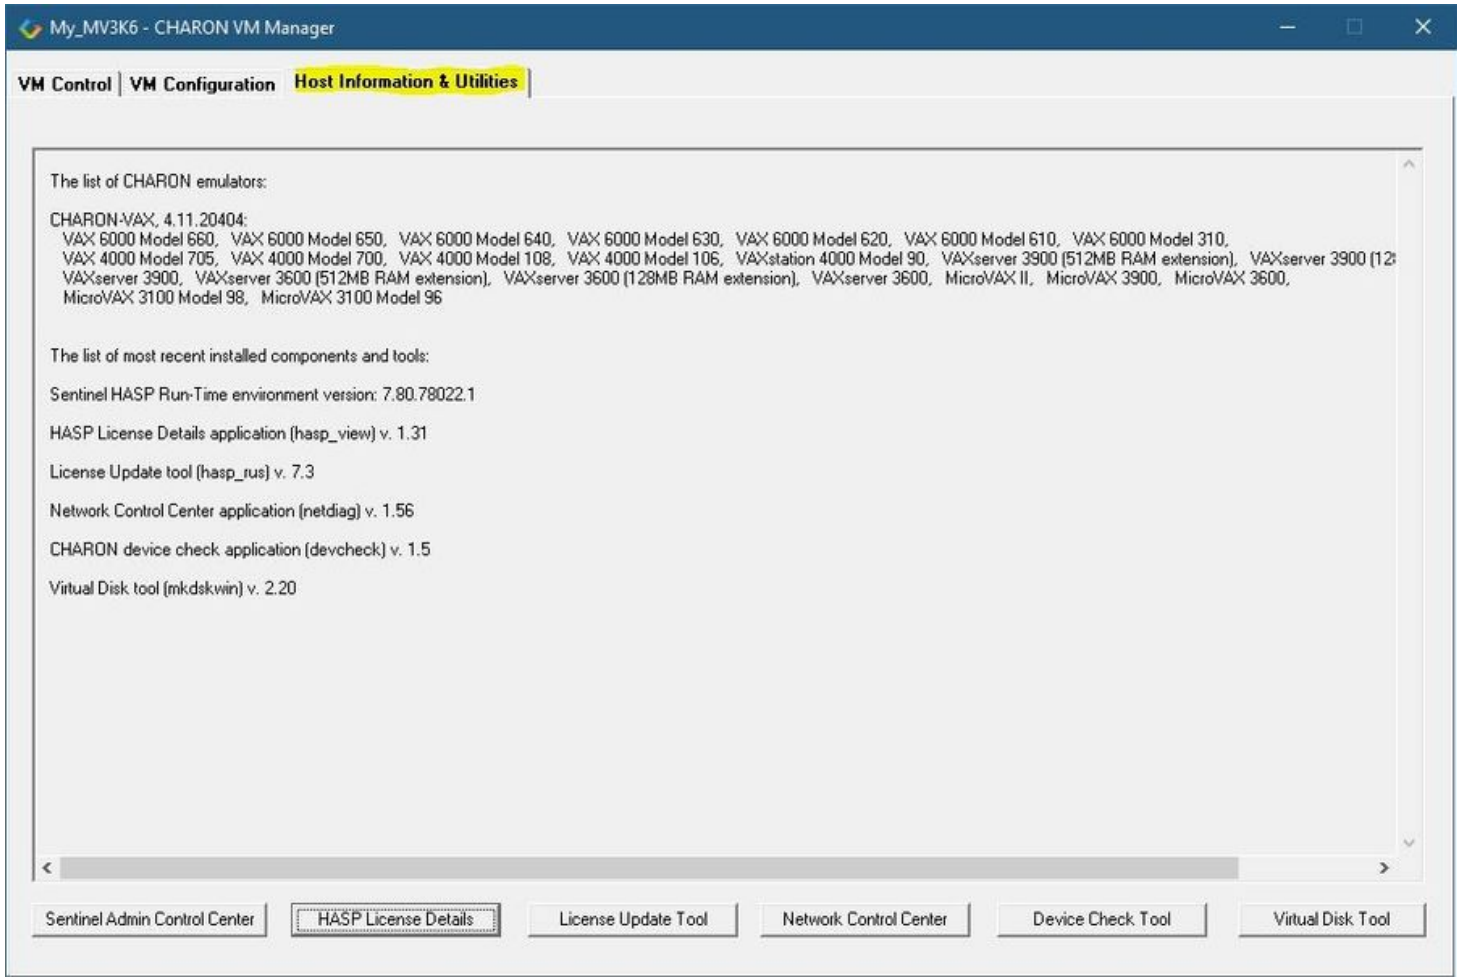 My_MV3K6 - CHARON VM Manager
VM Control VM Configuration Host Information & Utilities
The list of CHARON emulators:
CHARON-VAX, 4.11.20404:
VAX 6000 Model 660, VAX 6000 Model 650, VAX 6000 Model 640, VAX 6000 Model 630, VAX 6000 Model 620, VAX 6000 Model 610, VAX 6000 Model 310,
VAX 4000 Model 705, VAX 4000 Model 700, VAX 4000 Model 108, VAX 4000 Model 106, VAXstation 4000 Model 90, VAXserver 3900 (512MB RAM extension), VAXserver 3900 (12
VAXserver 3900, VAXserver 3600 (512MB RAM extension), VAXserver 3600 (128MB RAM extension), VAXserver 3600, MicroVAX II, MicroVAX 3900, MicroVAX 3600,
MicroVAX 3100 Model 98, MicroVAX 3100 Model 96
The list of most recent installed components and tools:
Sentinel HASP Run-Time environment version: 7.80.78022.1
HASP License Details application (hasp_view) v. 1.31
License Update tool (hasp_rus) v. 7.3
Network Control Center application (netdiag) v. 1.56
CHARON device check application (devcheck) v. 1.5
Virtual Disk tool (mkdskwin) v. 2.20
Sentinel Admin Control Center HASP License Details License Update Tool Network Control Center Device Check Tool Virtual Disk Tool